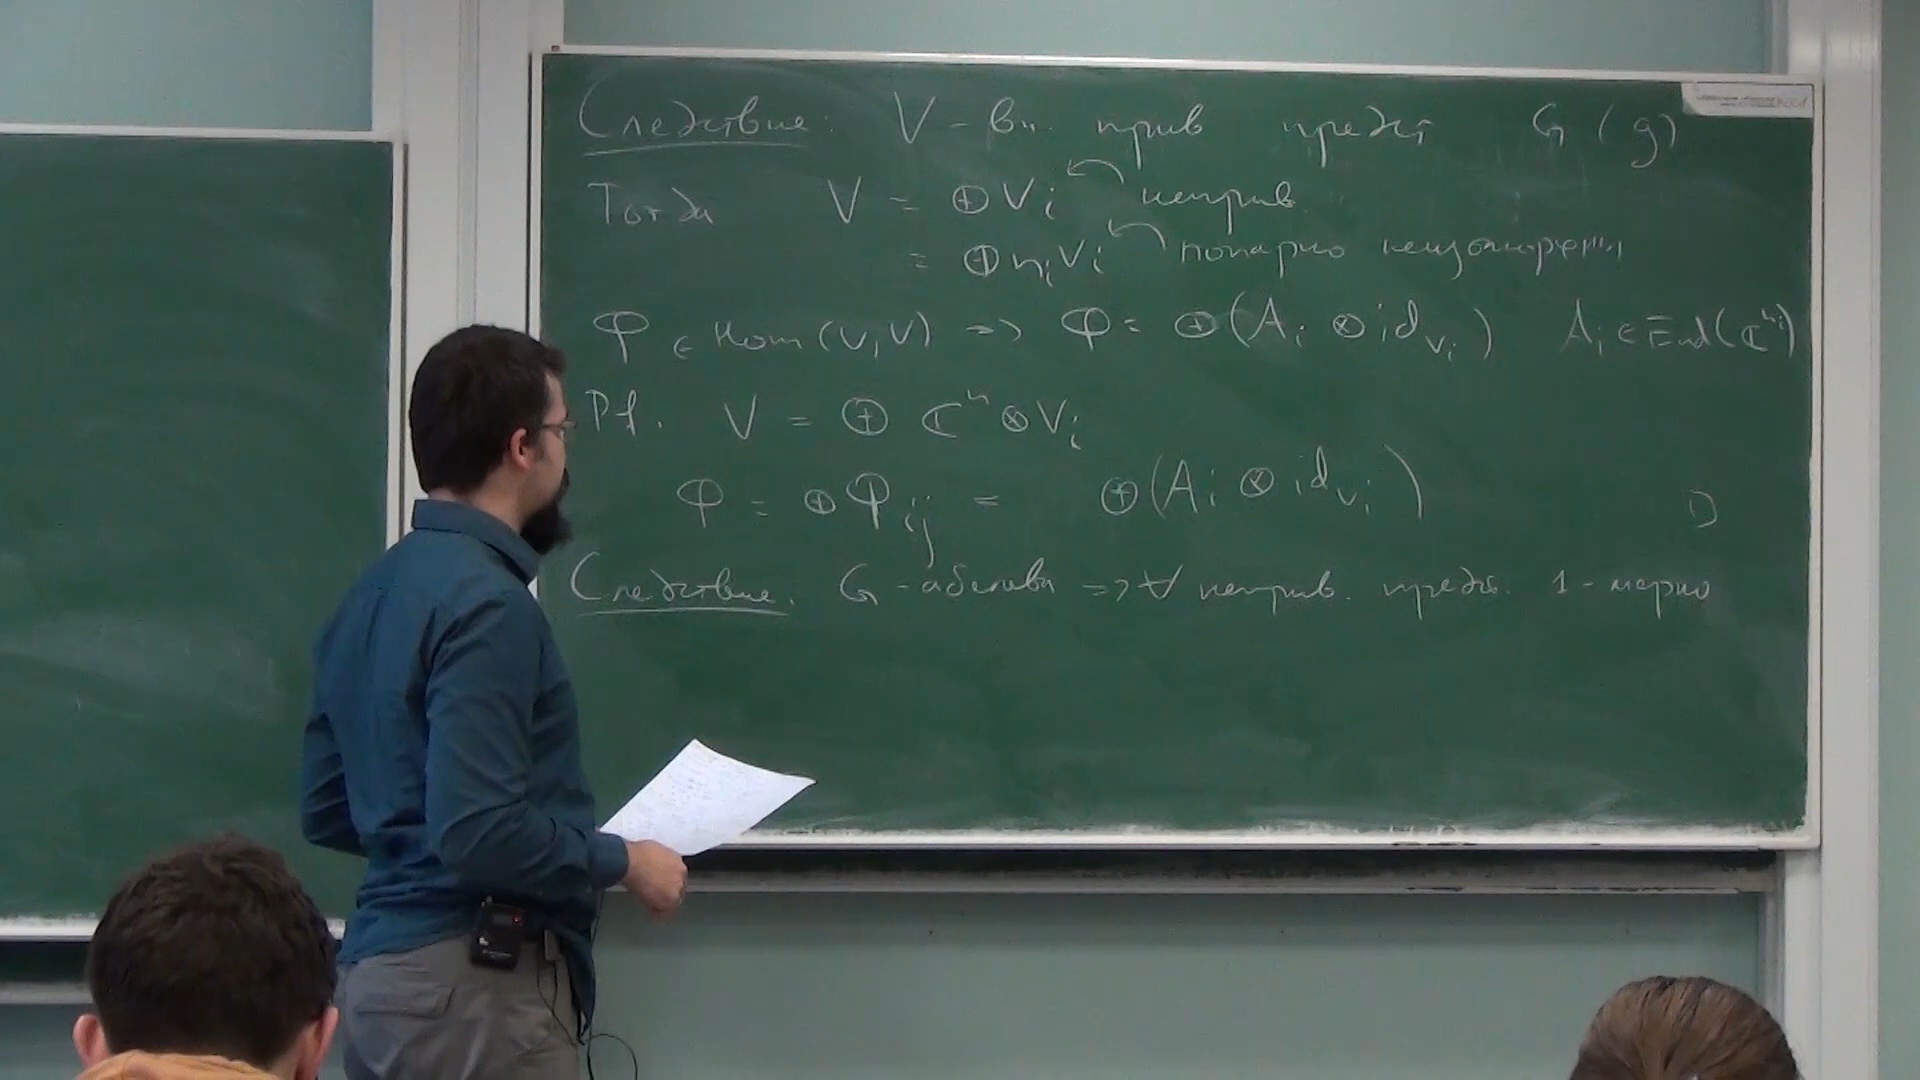 Следствие: V - вп. прив предст G (g)
Тогда V = ⊕ V_i неприв.
= ⊕ n_i V_i попарно неизоморфны
φ ∈ Hom(V,V) => φ = ⊕(A_i ⊗ id_{V_i}) A_i ∈ End(ℂ^{n_i})
Pf. V = ⊕ ℂ^n ⊗ V_i
φ = ⊕ φ_{ij} = ⊕(A_i ⊗ id_{V_i})
Следствие. G - абелева => ∀ неприв. предст. 1-мерно